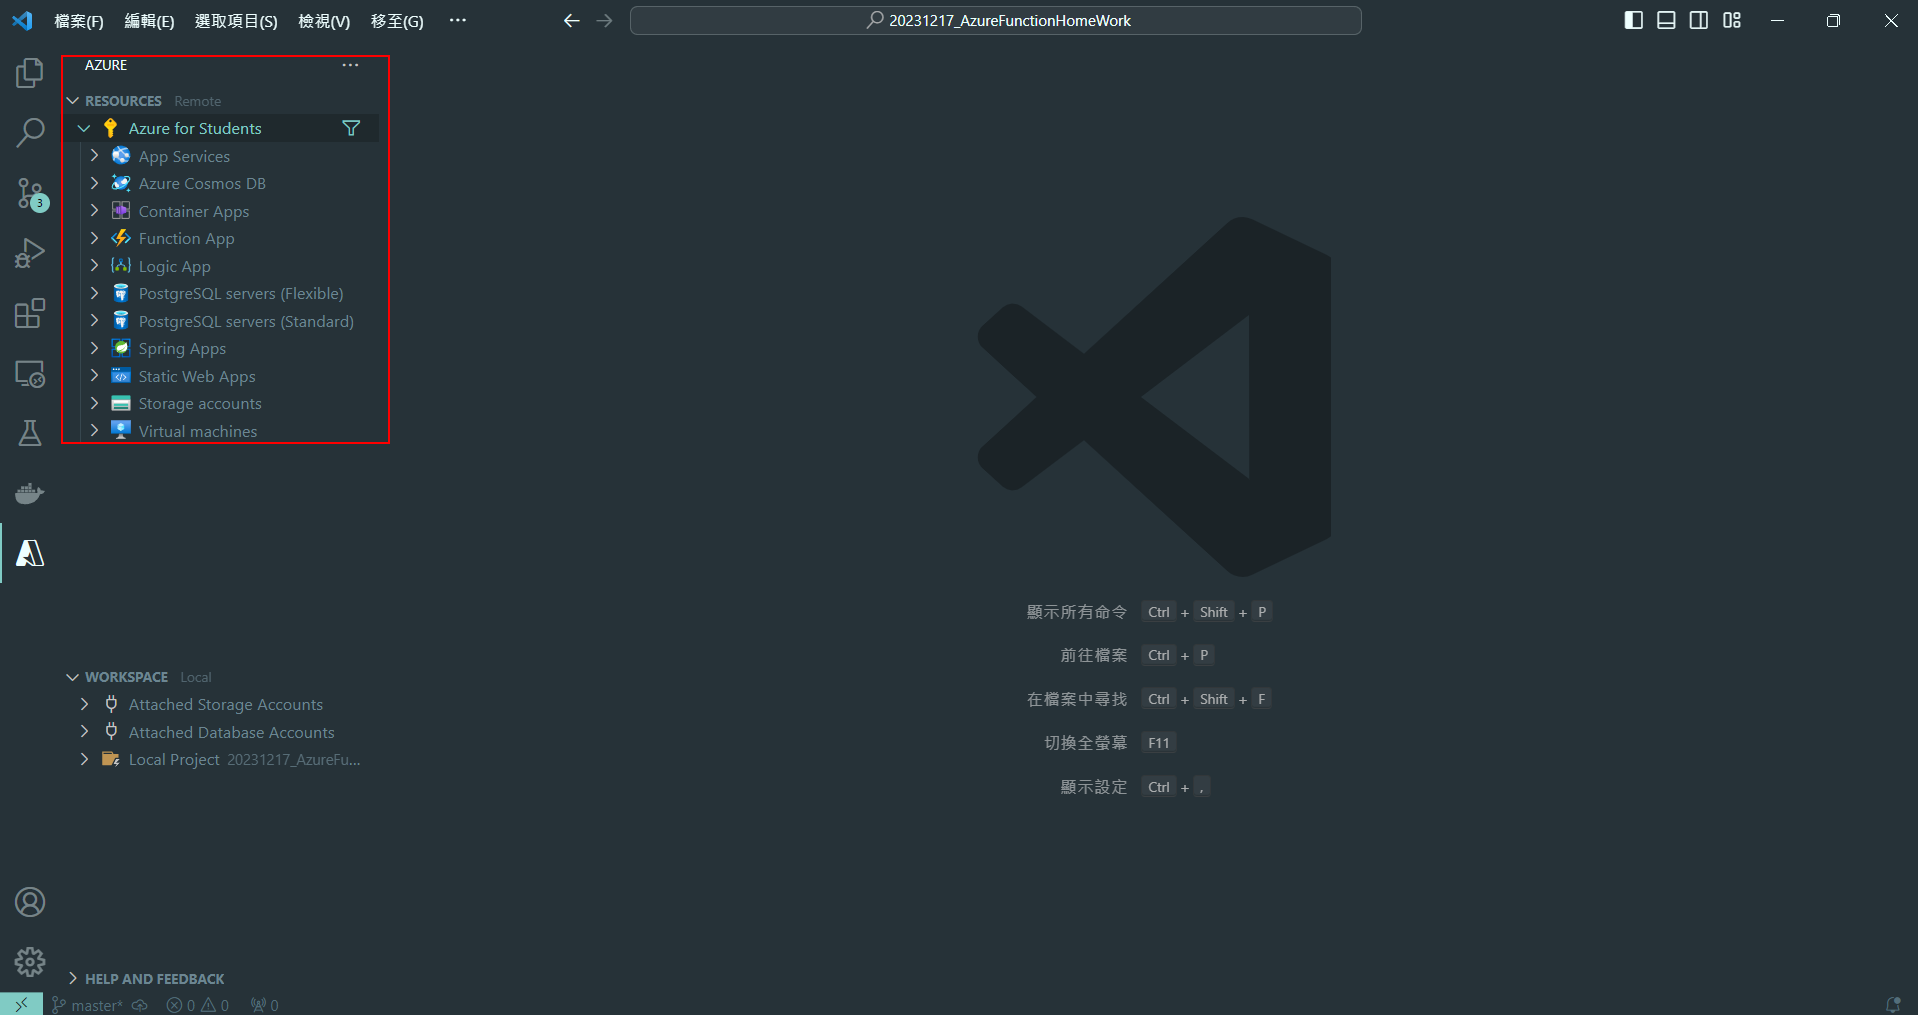 檔案(F) 編輯(E) 選取項目(S) 檢視(V) 移至(G) ··· 20231217_AzureFunctionHomeWork
AZURE ···
RESOURCES Remote
Azure for Students
App Services
Azure Cosmos DB
Container Apps
Function App
Logic App
PostgreSQL servers (Flexible)
PostgreSQL servers (Standard)
Spring Apps
Static Web Apps
Storage accounts
Virtual machines
3
顯示所有命令 Ctrl + Shift + P
前往檔案 Ctrl + P
在檔案中尋找 Ctrl + Shift + F
切換全螢幕 F11
顯示設定 Ctrl + ,
WORKSPACE Local
Attached Storage Accounts
Attached Database Accounts
Local Project 20231217_AzureFu...
HELP AND FEEDBACK
master* 0 0 0